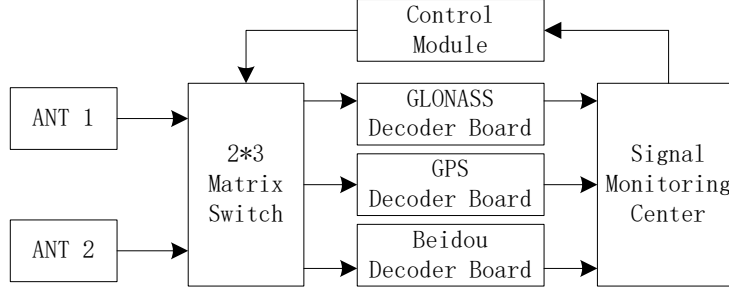 Control
Module
ANT 1
ANT 2
2*3
Matrix
Switch
GLONASS
Decoder Board
GPS
Decoder Board
Beidou
Decoder Board
Signal
Monitoring
Center